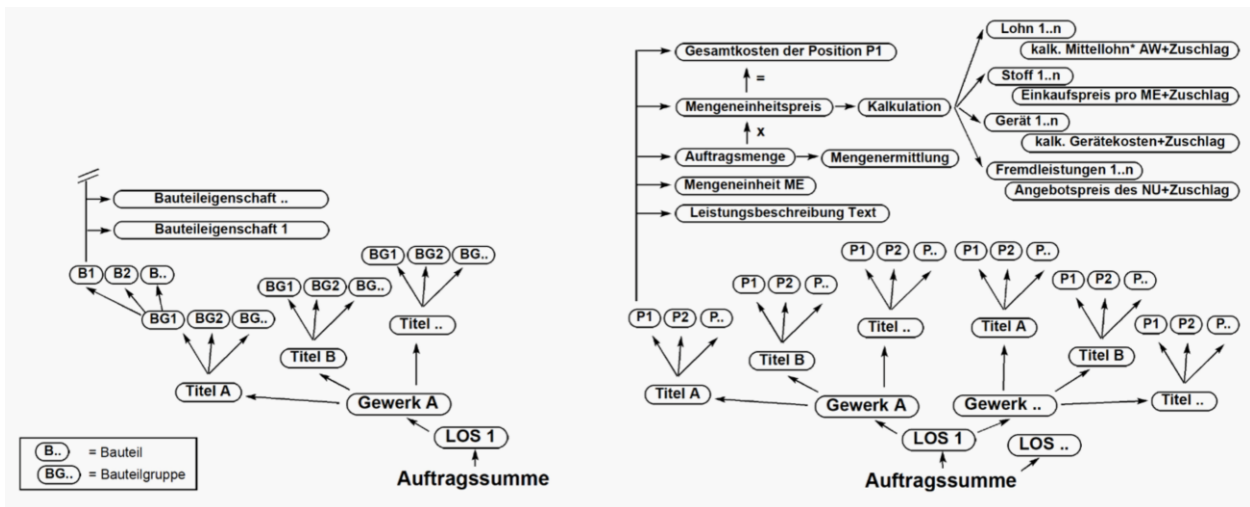 Bauteileigenschaft ..
Bauteileigenschaft 1
B1 B2 B..
BG1 BG2 BG..
BG1 BG2 BG..
BG1 BG2 BG..
Titel A
Titel B
Titel ..
Gewerk A
LOS 1
Auftragssumme
B.. = Bauteil
BG.. = Bauteilgruppe
Gesamtkosten der Position P1
=
Mengeneinheitspreis
Kalkulation
x
Auftragsmenge
Mengenermittlung
Mengeneinheit ME
Leistungsbeschreibung Text
Lohn 1..n
kalk. Mittellohn* AW+Zuschlag
Stoff 1..n
Einkaufspreis pro ME+Zuschlag
Gerät 1..n
kalk. Gerätekosten+Zuschlag
Fremdleistungen 1..n
Angebotspreis des NU+Zuschlag
P1 P2 P..
P1 P2 P..
P1 P2 P..
P1 P2 P..
P1 P2 P..
P1 P2 P..
Titel A
Titel B
Titel ..
Titel A
Titel B
Titel ..
Gewerk A
Gewerk ..
LOS 1
LOS ..
Auftragssumme